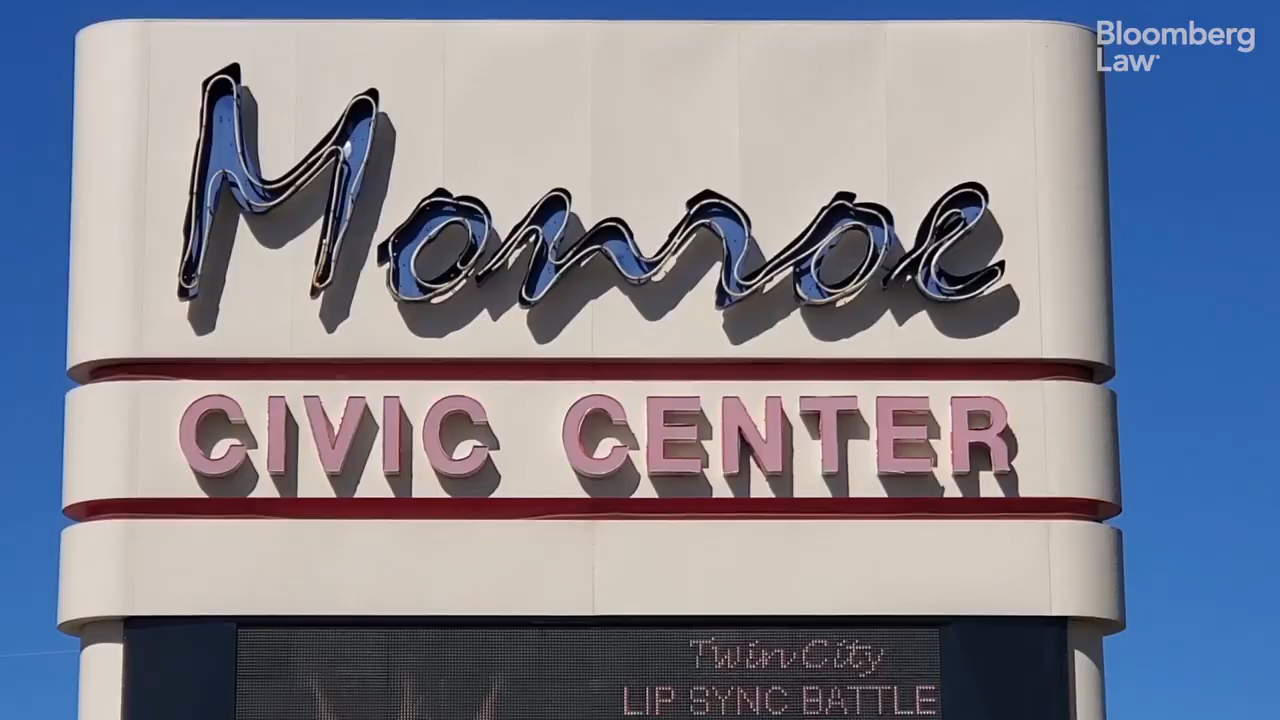 Bloomberg
Law
Monroe
CIVIC CENTER
Twin City
LIP SYNC BATTLE